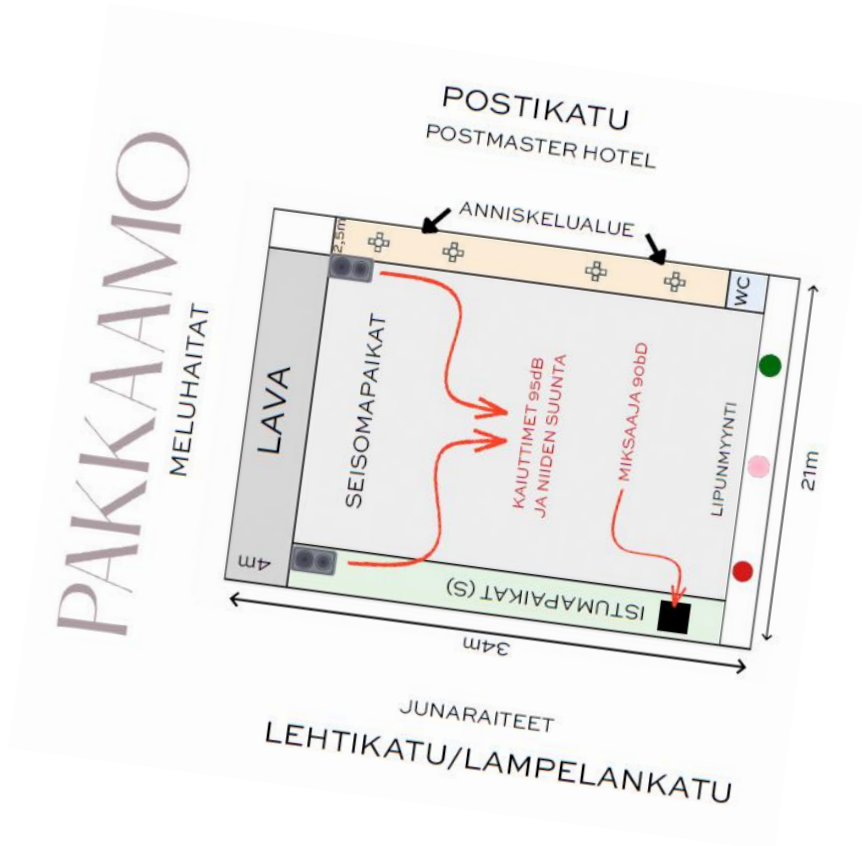 PAKKAAMO
MELUHAITAT
POSTIKATU
POSTMASTER HOTEL
ANNISKELUALUE
2,5m
WC
LAVA
SEISOMAPAIKAT
KAIUTTIMET 95dB
JA NIIDEN SUUNTA
MIKSAAJA 90bD
LIPUNMYYNTI
21m
4m
ISTUMAPAIKAT (S)
34m
JUNARAITEET
LEHTIKATU/LAMPELANKATU